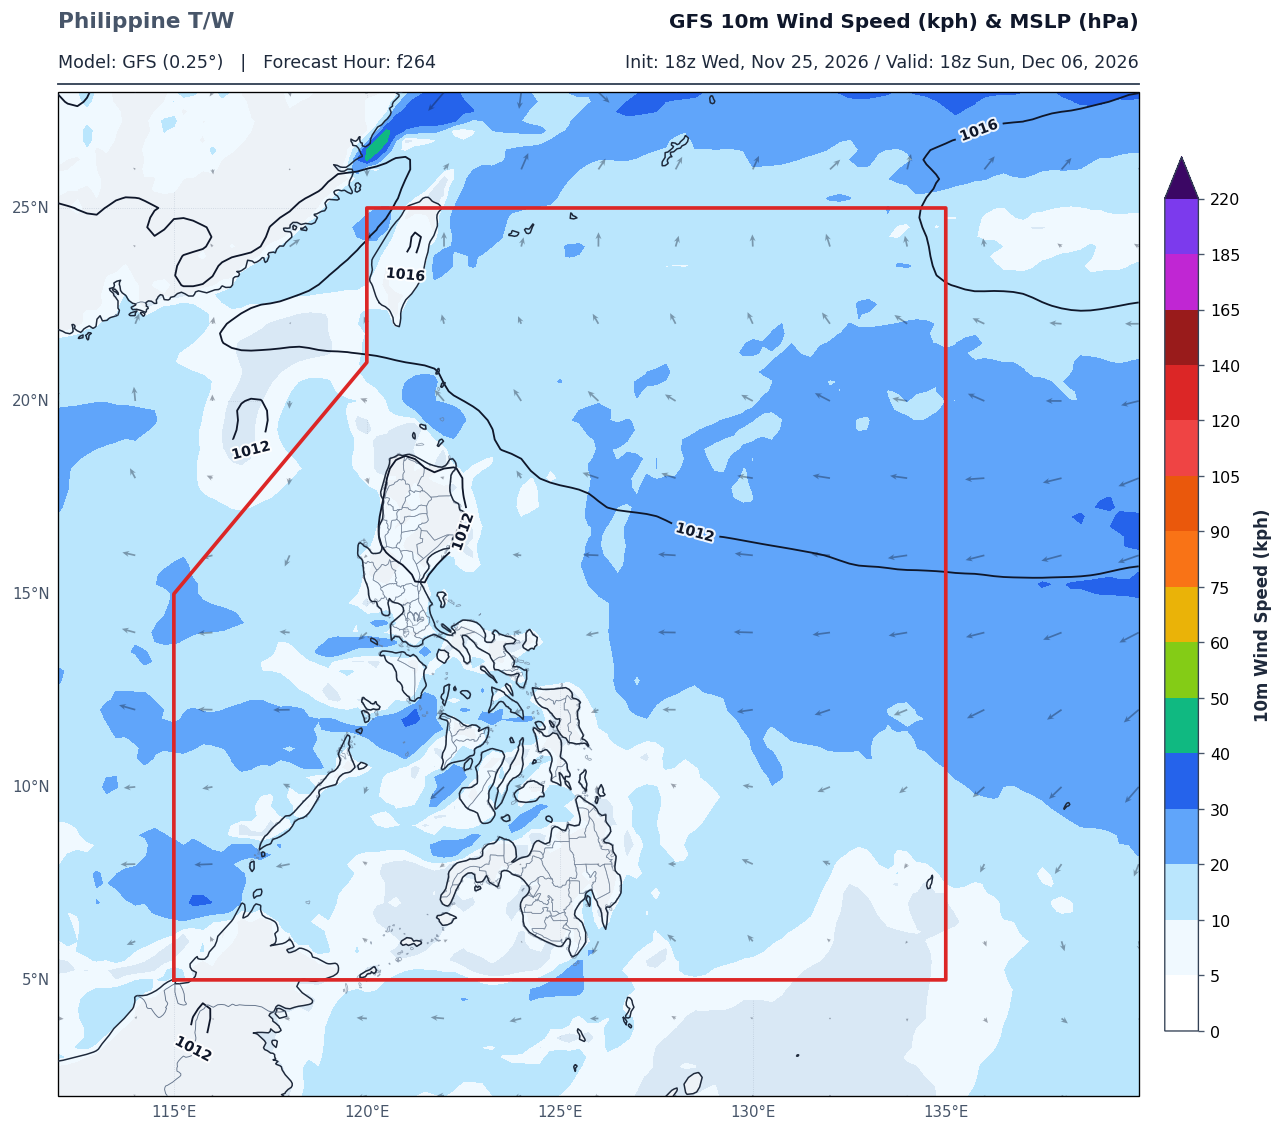 Philippine T/W
GFS 10m Wind Speed (kph) & MSLP (hPa)
Model: GFS (0.25°)   |   Forecast Hour: f264
Init: 18z Wed, Nov 25, 2026 / Valid: 18z Sun, Dec 06, 2026
1016
1016
1012
1012
1012
1012
25°N
20°N
15°N
10°N
5°N
115°E
120°E
125°E
130°E
135°E
220
185
165
140
120
105
90
75
60
50
40
30
20
10
5
0
10m Wind Speed (kph)